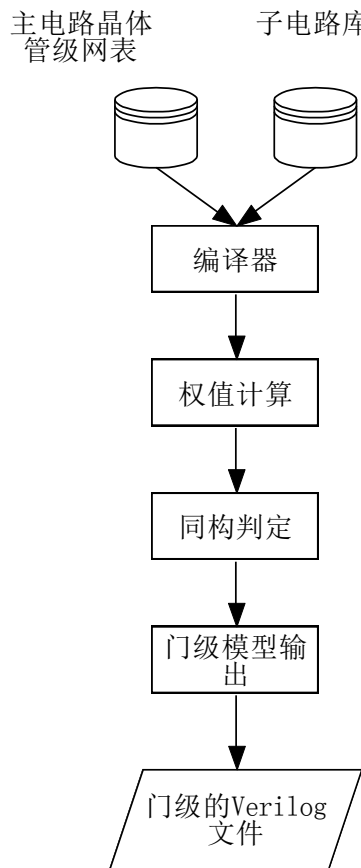 主电路晶体
管级网表
子电路库
编译器
权值计算
同构判定
门级模型输
出
门级的Verilog
文件